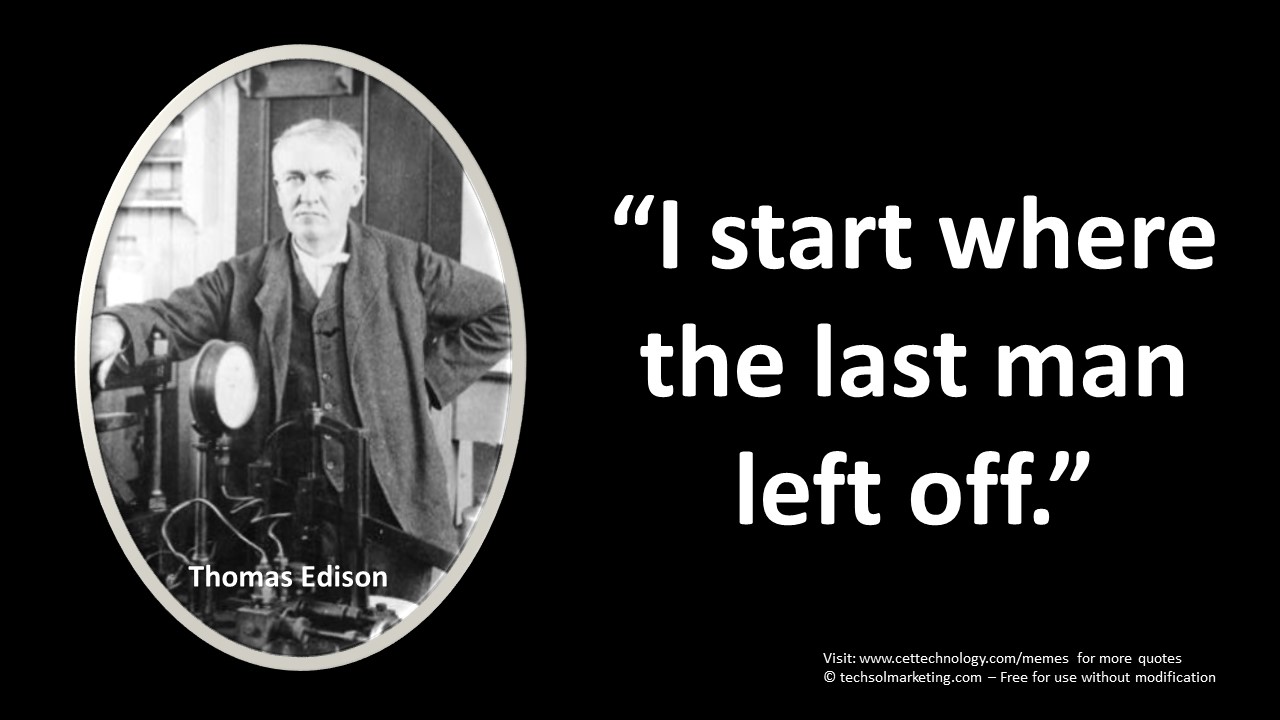 Thomas Edison
“I start where
the last man
left off.”
Visit: www.cettechnology.com/memes for more quotes
© techsolmarketing.com – Free for use without modification